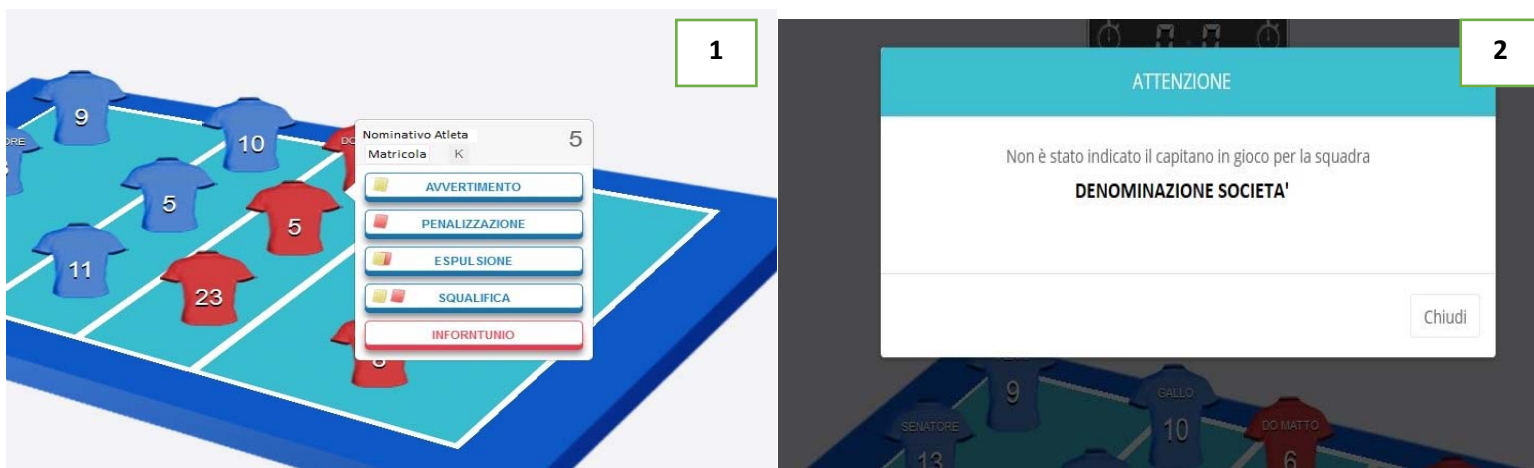 1
9
10
5
5
11
23
Nominativo Atleta
5
Matricola K
AVVERTIMENTO
PENALIZZAZIONE
ESPULSIONE
SQUALIFICA
INFORNTUNIO
2
ATTENZIONE
Non è stato indicato il capitano in gioco per la squadra
DENOMINAZIONE SOCIETA'
Chiudi
9
GALLO
10
SENATORE
13
DO MATTO
6